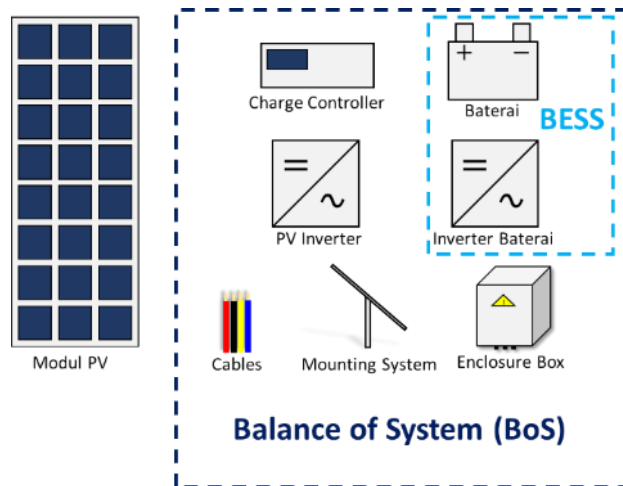 Charge Controller
+ −
Baterai
BESS
PV Inverter
Inverter Baterai
Modul PV
Cables
Mounting System
Enclosure Box
Balance of System (BoS)